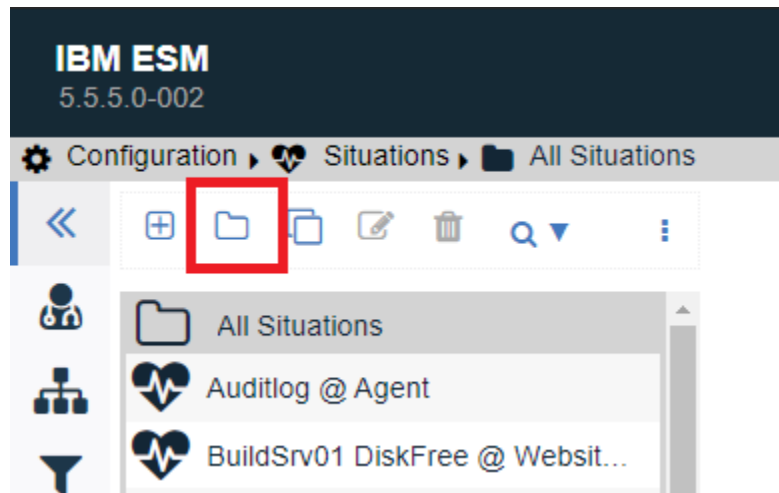 IBM ESM
5.5.5.0-002
Configuration Situations All Situations
All Situations
Auditlog @ Agent
BuildSrv01 DiskFree @ Websit...